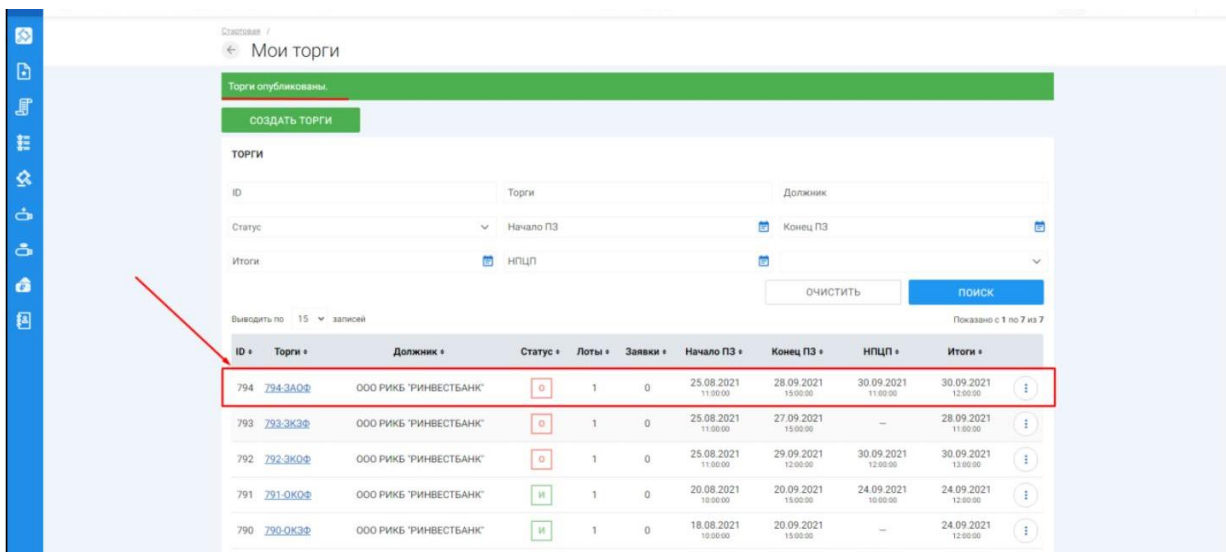 Стартовая /
Мои торги
Торги опубликованы.
СОЗДАТЬ ТОРГИ
ТОРГИ
ID Торги Должник
Статус Начало ПЗ Конец ПЗ
Итоги НПЦП
ОЧИСТИТЬ ПОИСК
Выводить по 15 записей Показано с 1 по 7 из 7
ID Торги Должник Статус Лоты Заявки Начало ПЗ Конец ПЗ НПЦП Итоги
794 794-ЗАОФ ООО РИКБ "РИНВЕСТБАНК" О 1 0 25.08.2021 28.09.2021 30.09.2021 30.09.2021
11:00:00 15:00:00 11:00:00 12:00:00
793 793-ЗКЗФ ООО РИКБ "РИНВЕСТБАНК" О 1 0 25.08.2021 27.09.2021 – 28.09.2021
11:00:00 15:00:00 11:00:00
792 792-ЗКОФ ООО РИКБ "РИНВЕСТБАНК" О 1 0 25.08.2021 29.09.2021 30.09.2021 30.09.2021
11:00:00 12:00:00 12:00:00 13:00:00
791 791-ОКОФ ООО РИКБ "РИНВЕСТБАНК" И 1 0 20.08.2021 20.09.2021 24.09.2021 24.09.2021
10:00:00 15:00:00 10:00:00 12:00:00
790 790-ОКЗФ ООО РИКБ "РИНВЕСТБАНК" И 1 0 18.08.2021 20.09.2021 – 24.09.2021
10:00:00 15:00:00 12:00:00